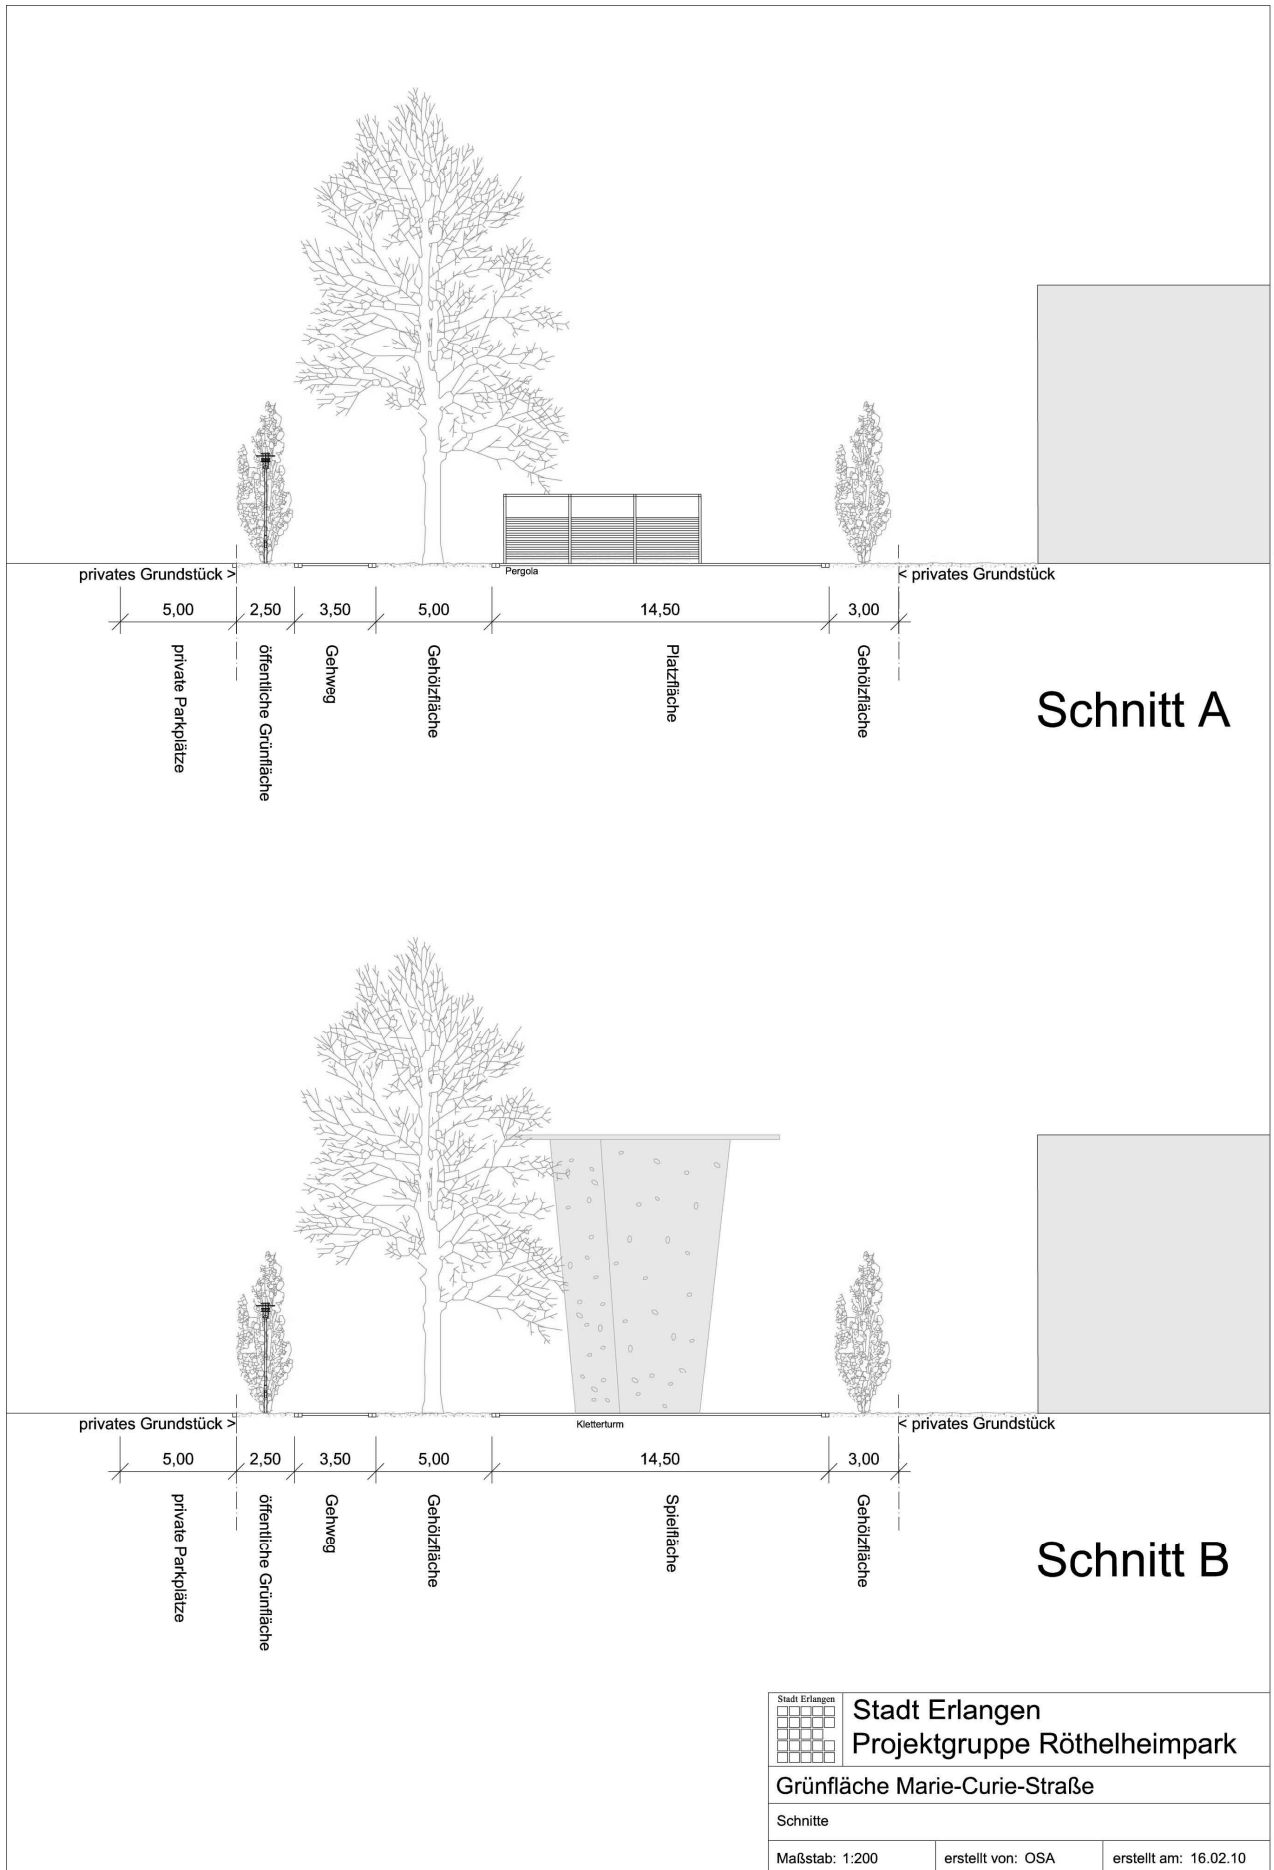 privates Grundstück >
Pergola
< privates Grundstück
5,00 2,50 3,50 5,00 14,50 3,00
private Parkplätze
öffentliche Grünfläche
Gehweg
Gehölzfläche
Platzfläche
Gehölzfläche
Schnitt A
privates Grundstück >
Kletterturm
< privates Grundstück
5,00 2,50 3,50 5,00 14,50 3,00
private Parkplätze
öffentliche Grünfläche
Gehweg
Gehölzfläche
Spielfläche
Gehölzfläche
Schnitt B
Stadt Erlangen
Stadt Erlangen
Projektgruppe Röthelheimpark
Grünfläche Marie-Curie-Straße
Schnitte
Maßstab: 1:200
erstellt von: OSA
erstellt am: 16.02.10